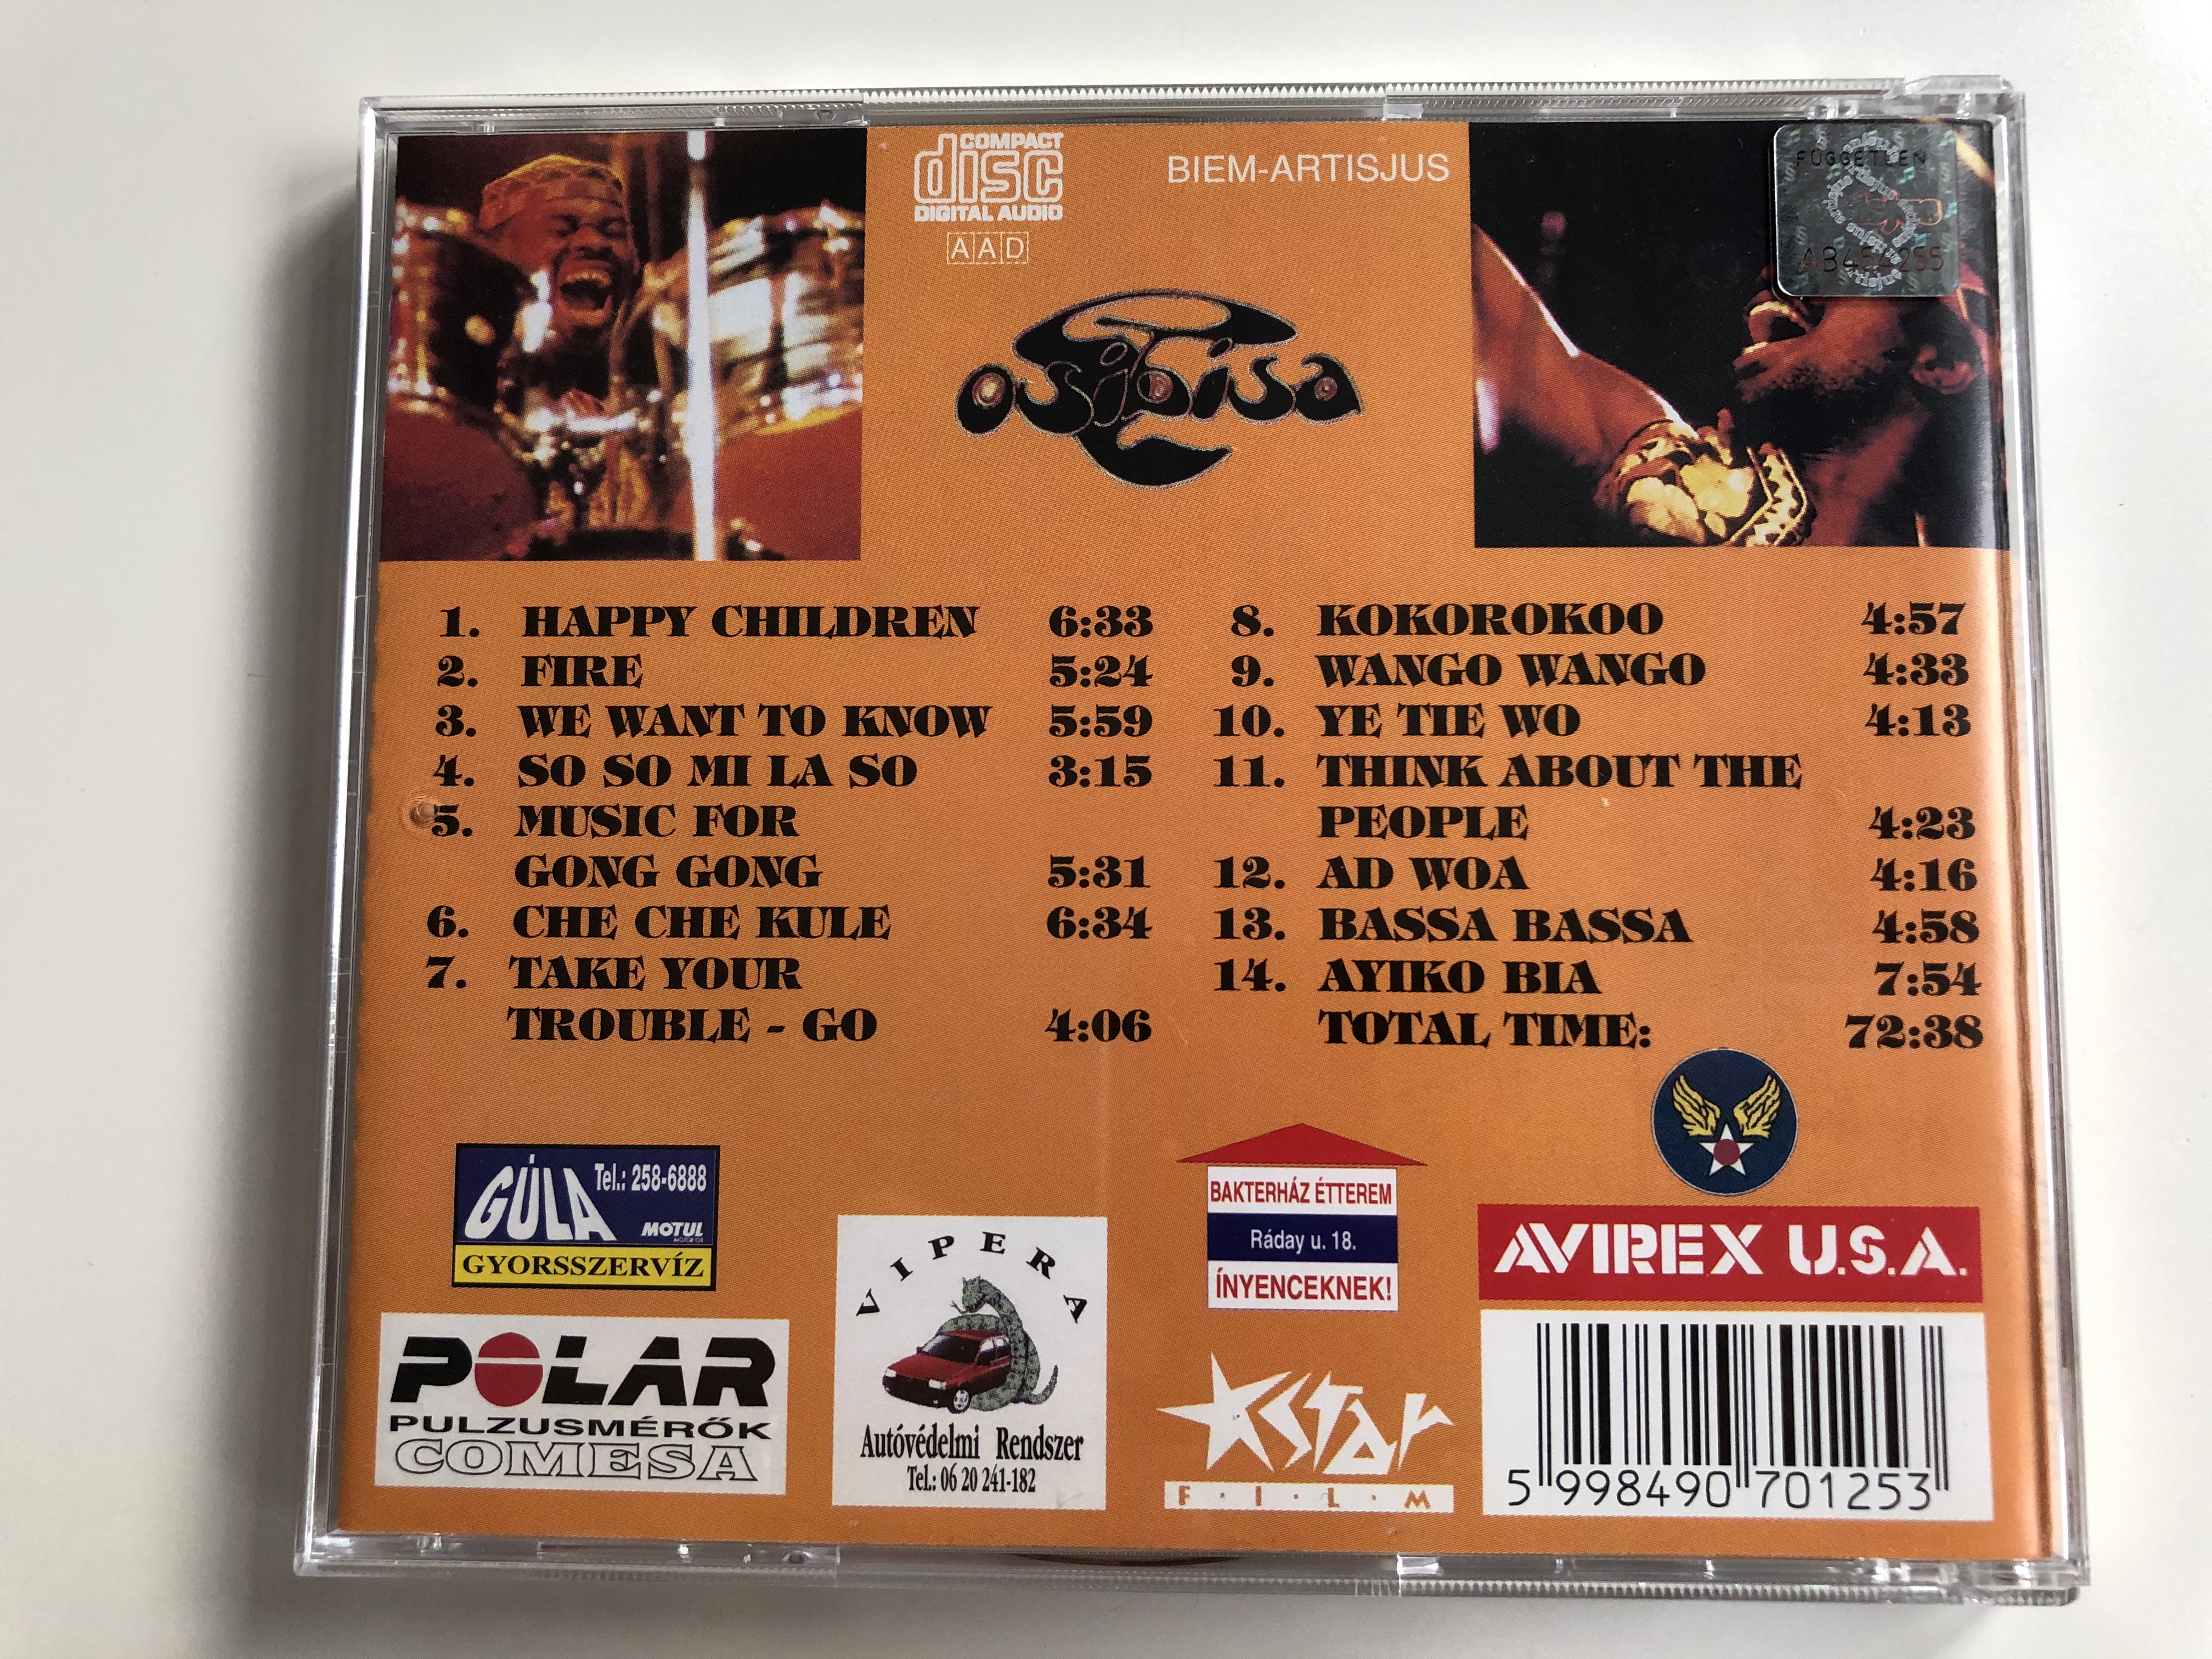 COMPACT
disc
DIGITAL AUDIO
AAD
BIEM-ARTISJUS
FÜGGETLEN
osibisa
1. HAPPY CHILDREN 6:33
2. FIRE 5:24
3. WE WANT TO KNOW 5:59
4. SO SO MI LA SO 3:15
5. MUSIC FOR
GONG GONG 5:31
6. CHE CHE KULE 6:34
7. TAKE YOUR
TROUBLE - GO 4:06
8. KOKOROKOO 4:57
9. WANGO WANGO 4:33
10. YE TIE WO 4:13
11. THINK ABOUT THE
PEOPLE 4:23
12. AD WOA 4:16
13. BASSA BASSA 4:58
14. AYIKO BIA 7:54
TOTAL TIME: 72:38
GÚLA Tel.: 258-6888
MOTUL
GYORSSZERVÍZ
POLAR
PULZUSMÉRŐK
COMESA
VIPERA
Autóvédelmi Rendszer
Tel.: 06 20 241-182
BAKTERHÁZ ÉTTEREM
Ráday u. 18.
ÍNYENCEKNEK!
Star
F·I·L·M
AVIREX U.S.A.
5 998490 701253